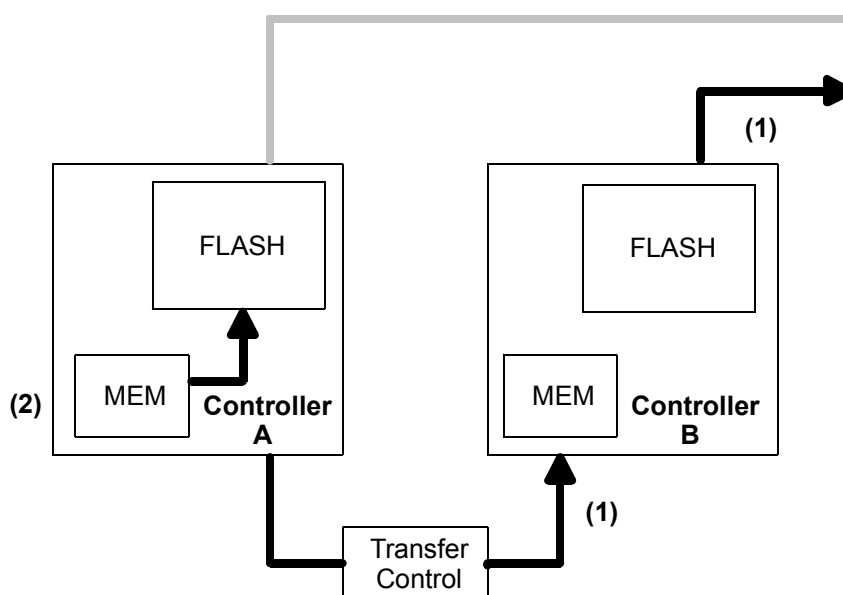 (1)
FLASH
FLASH
(2)
MEM
Controller
A
MEM
Controller
B
(1)
Transfer
Control